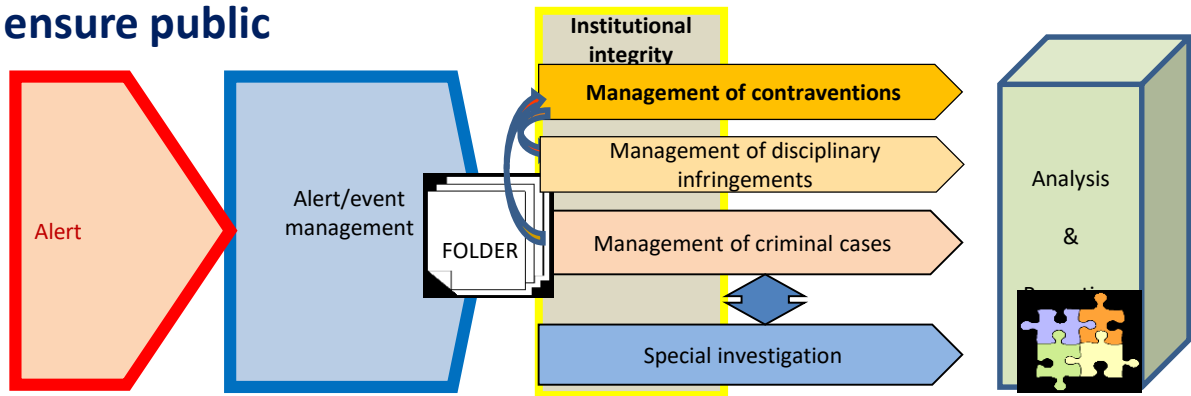 ensure public
Institutional
integrity
Management of contraventions
Management of disciplinary
infringements
Alert/event
management
Alert
FOLDER
Management of criminal cases
Special investigation
Analysis
&